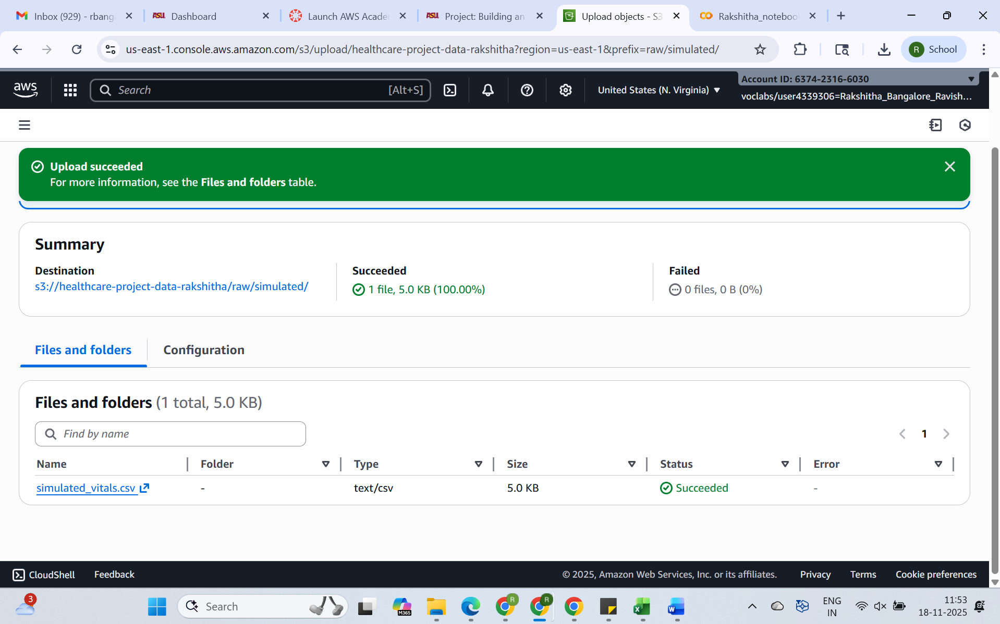 Inbox (929) - rbang
Dashboard
Launch AWS Acade
Project: Building an
Upload objects - S3
Rakshitha_noteboo
us-east-1.console.aws.amazon.com/s3/upload/healthcare-project-data-rakshitha?region=us-east-1&prefix=raw/simulated/
R School
aws
Search [Alt+S]
United States (N. Virginia)
Account ID: 6374-2316-6030
voclabs/user4339306=Rakshitha_Bangalore_Ravish...
Upload succeeded
For more information, see the Files and folders table.
Summary
Destination
s3://healthcare-project-data-rakshitha/raw/simulated/
Succeeded
1 file, 5.0 KB (100.00%)
Failed
0 files, 0 B (0%)
Files and folders
Configuration
Files and folders (1 total, 5.0 KB)
Find by name
1
Name Folder Type Size Status Error
simulated_vitals.csv - text/csv 5.0 KB Succeeded -
CloudShell Feedback © 2025, Amazon Web Services, Inc. or its affiliates. Privacy Terms Cookie preferences
3
Search
M365
R
R
ENG
IN
11:53
18-11-2025